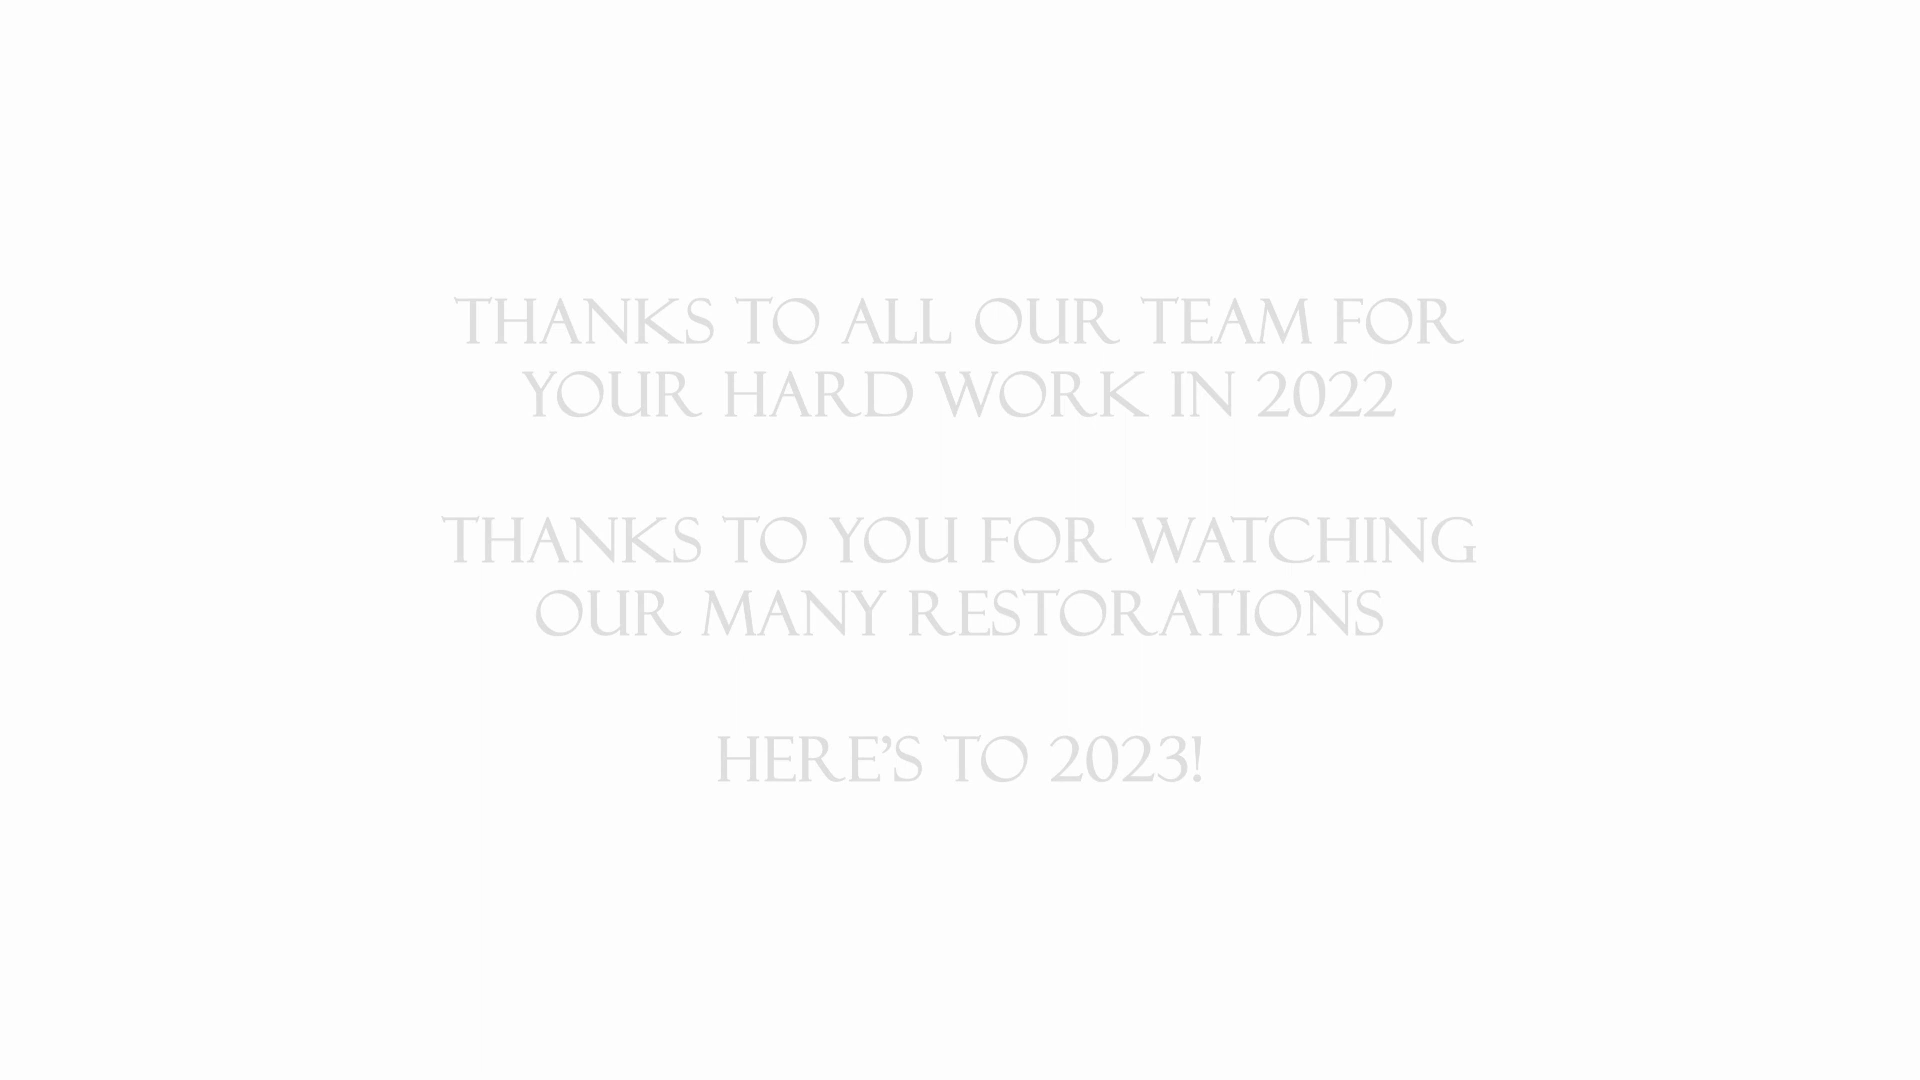 THANKS TO ALL OUR TEAM FOR
YOUR HARD WORK IN 2022
THANKS TO YOU FOR WATCHING
OUR MANY RESTORATIONS
HERE’S TO 2023!